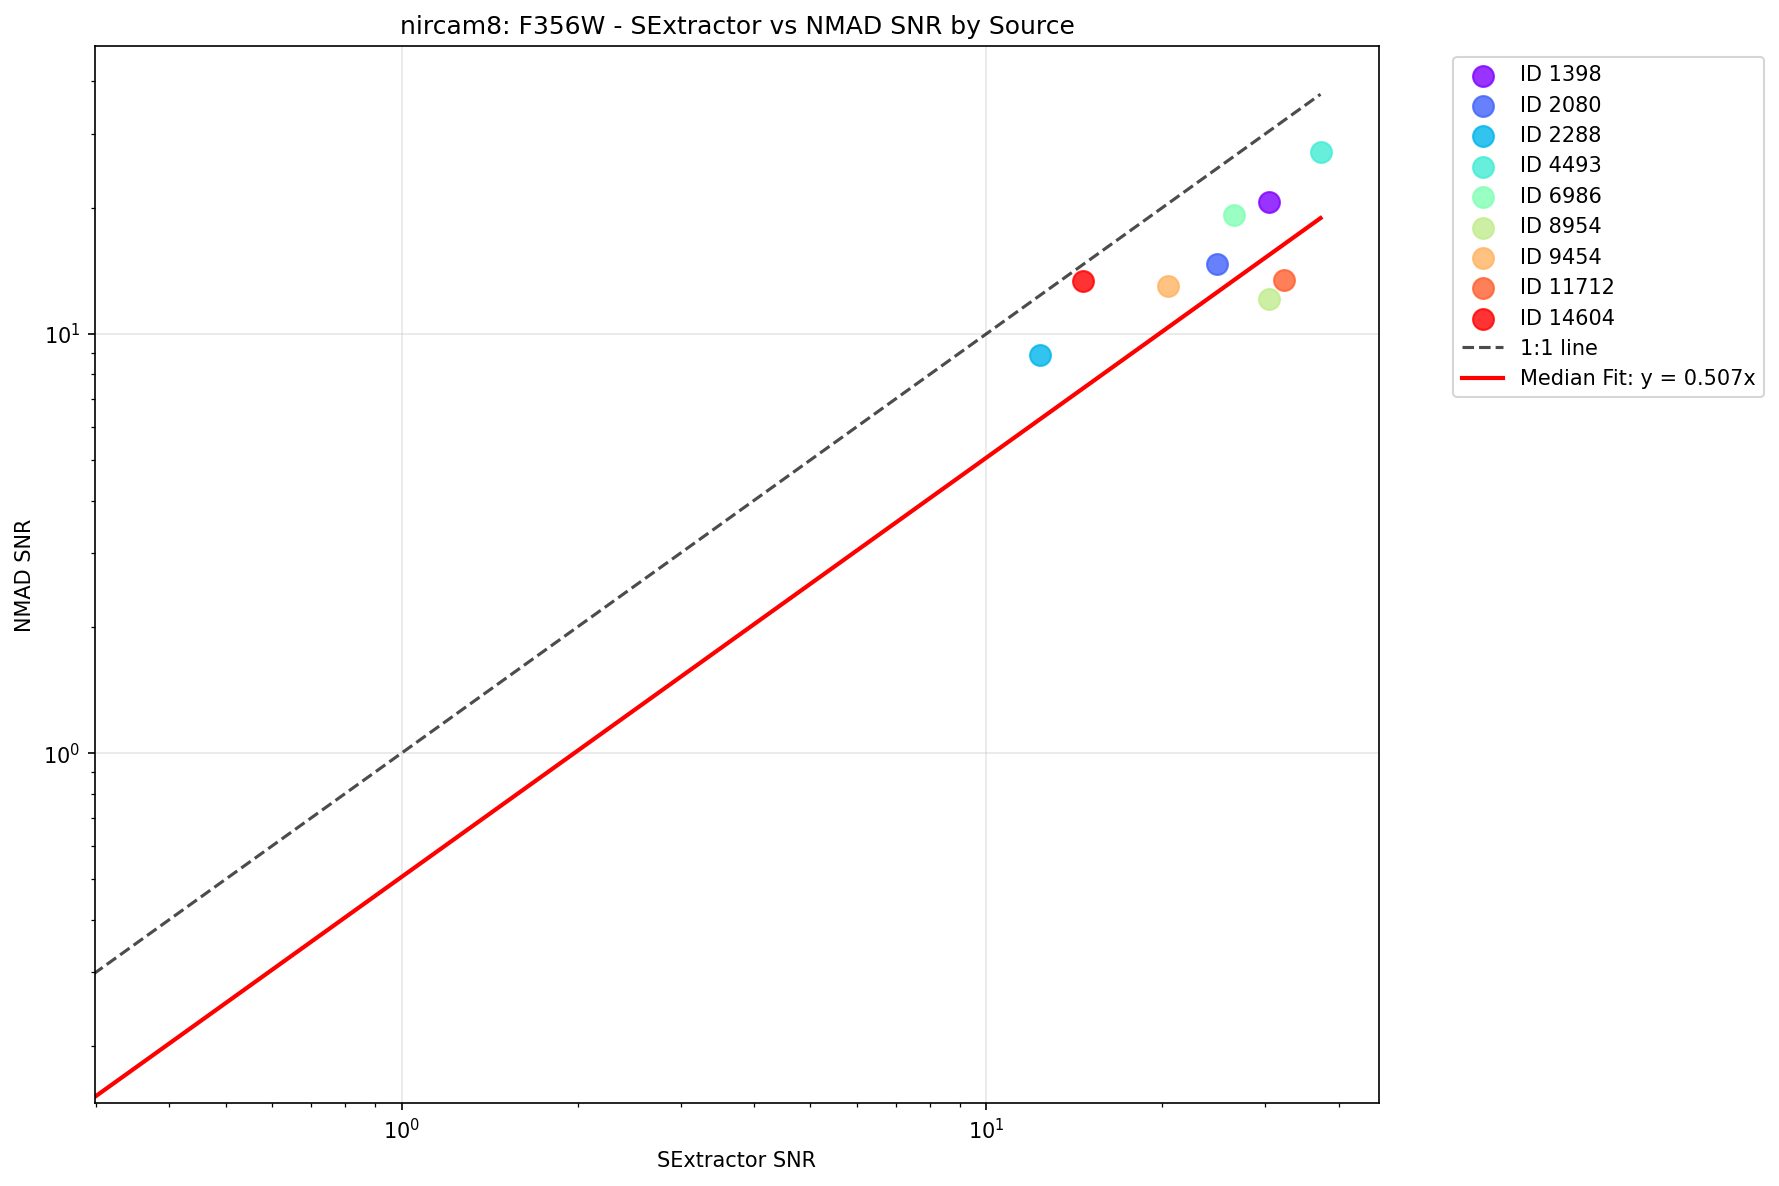 nircam8: F356W - SExtractor vs NMAD SNR by Source
ID 1398
ID 2080
ID 2288
ID 4493
ID 6986
ID 8954
ID 9454
ID 11712
ID 14604
1:1 line
Median Fit: y = 0.507x
NMAD SNR
10¹
10⁰
10⁰
10¹
SExtractor SNR